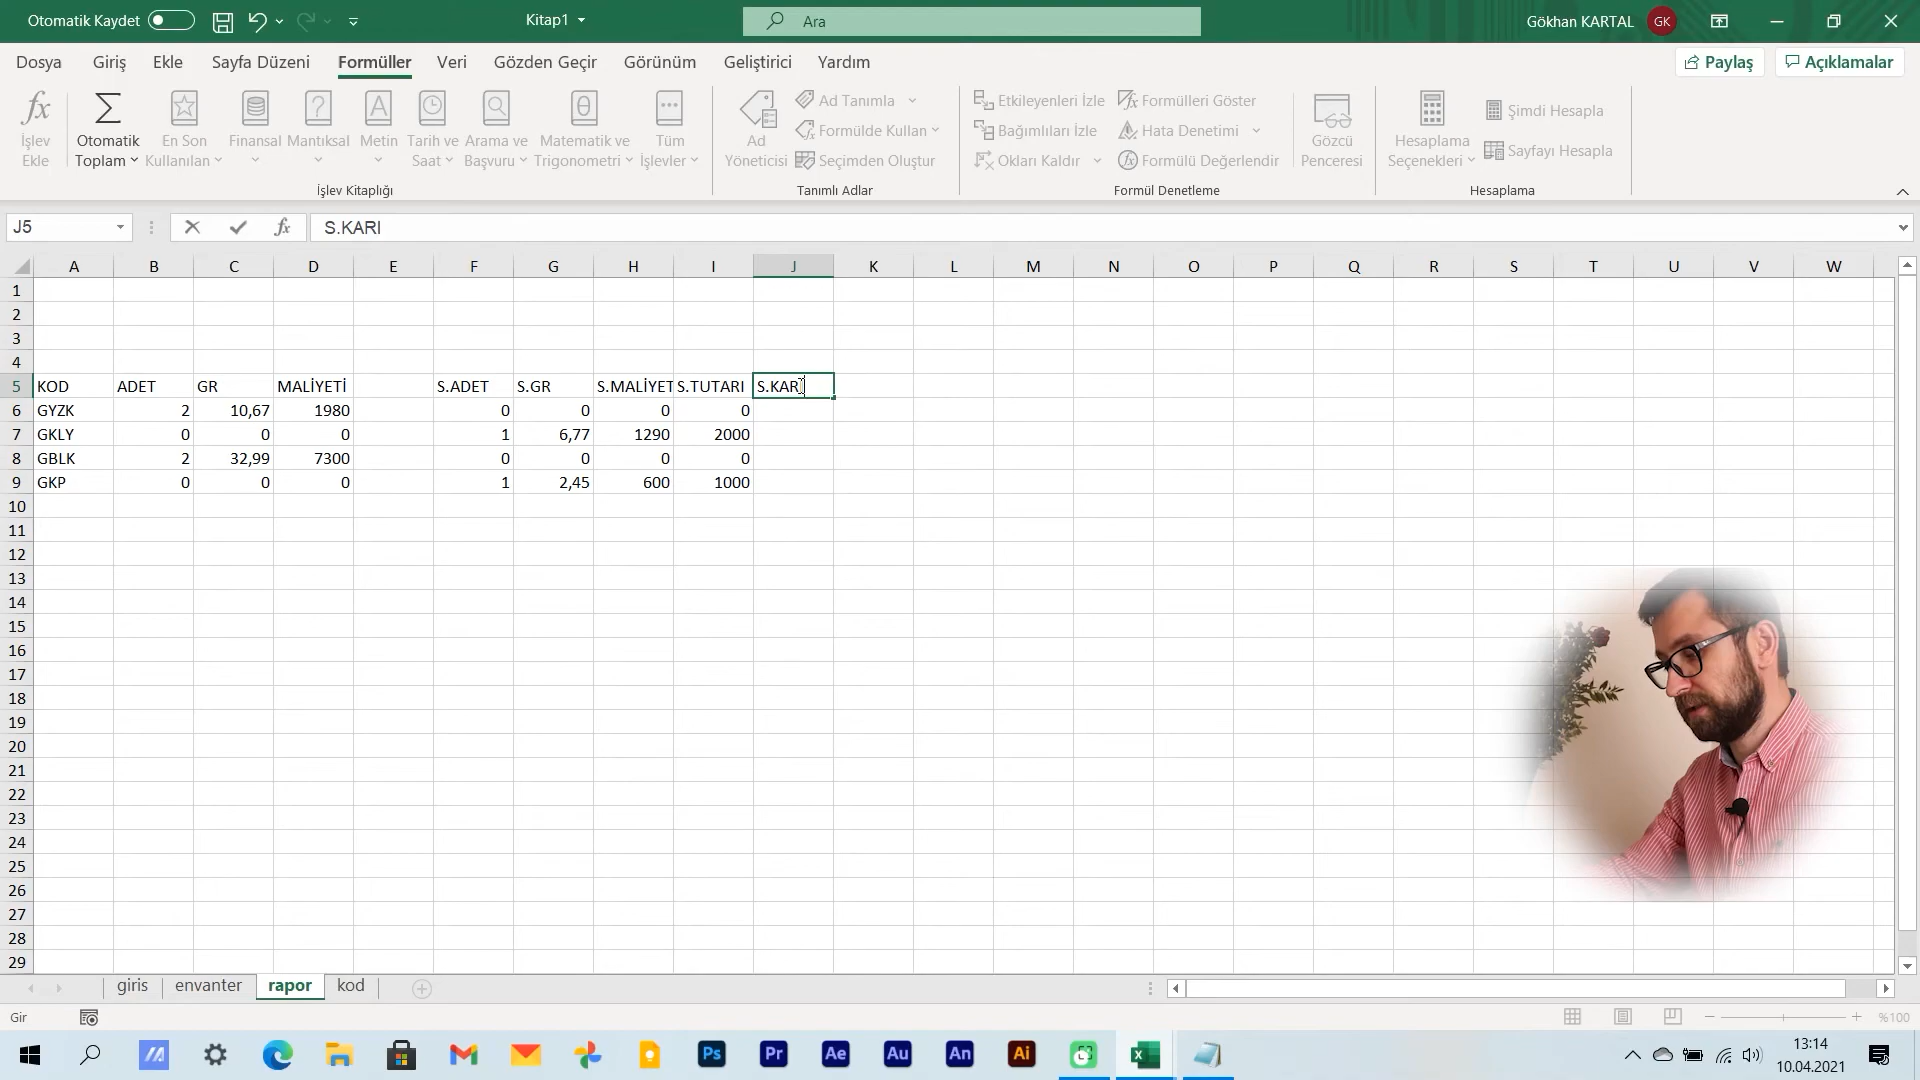 Otomatik Kaydet
Kitap1
Ara
Gökhan KARTAL GK
Dosya Giriş Ekle Sayfa Düzeni Formüller Veri Gözden Geçir Görünüm Geliştirici Yardım
Paylaş Açıklamalar
İşlev Ekle
Otomatik Toplam
En Son Kullanılan
Finansal
Mantıksal
Metin
Tarih ve Saat
Arama ve Başvuru
Matematik ve Trigonometri
Tüm İşlevler
İşlev Kitaplığı
Ad Yöneticisi
Ad Tanımla
Formülde Kullan
Seçimden Oluştur
Tanımlı Adlar
Etkileyenleri İzle
Bağımlıları İzle
Okları Kaldır
Formülleri Göster
Hata Denetimi
Formülü Değerlendir
Formül Denetleme
Gözcü Penceresi
Hesaplama Seçenekleri
Şimdi Hesapla
Sayfayı Hesapla
Hesaplama
J5 fx S.KARI
A B C D E F G H I J K L M N O P Q R S T U V W
1
2
3
4
5 KOD ADET GR MALİYETİ S.ADET S.GR S.MALİYET S.TUTARI S.KARI
6 GYZK 2 10,67 1980 0 0 0 0
7 GKLY 0 0 0 1 6,77 1290 2000
8 GBLK 2 32,99 7300 0 0 0 0
9 GKP 0 0 0 1 2,45 600 1000
10
11
12
13
14
15
16
17
18
19
20
21
22
23
24
25
26
27
28
29
giris envanter rapor kod
Gir
%100
Ps Pr Ae Au An Ai
13:14
10.04.2021